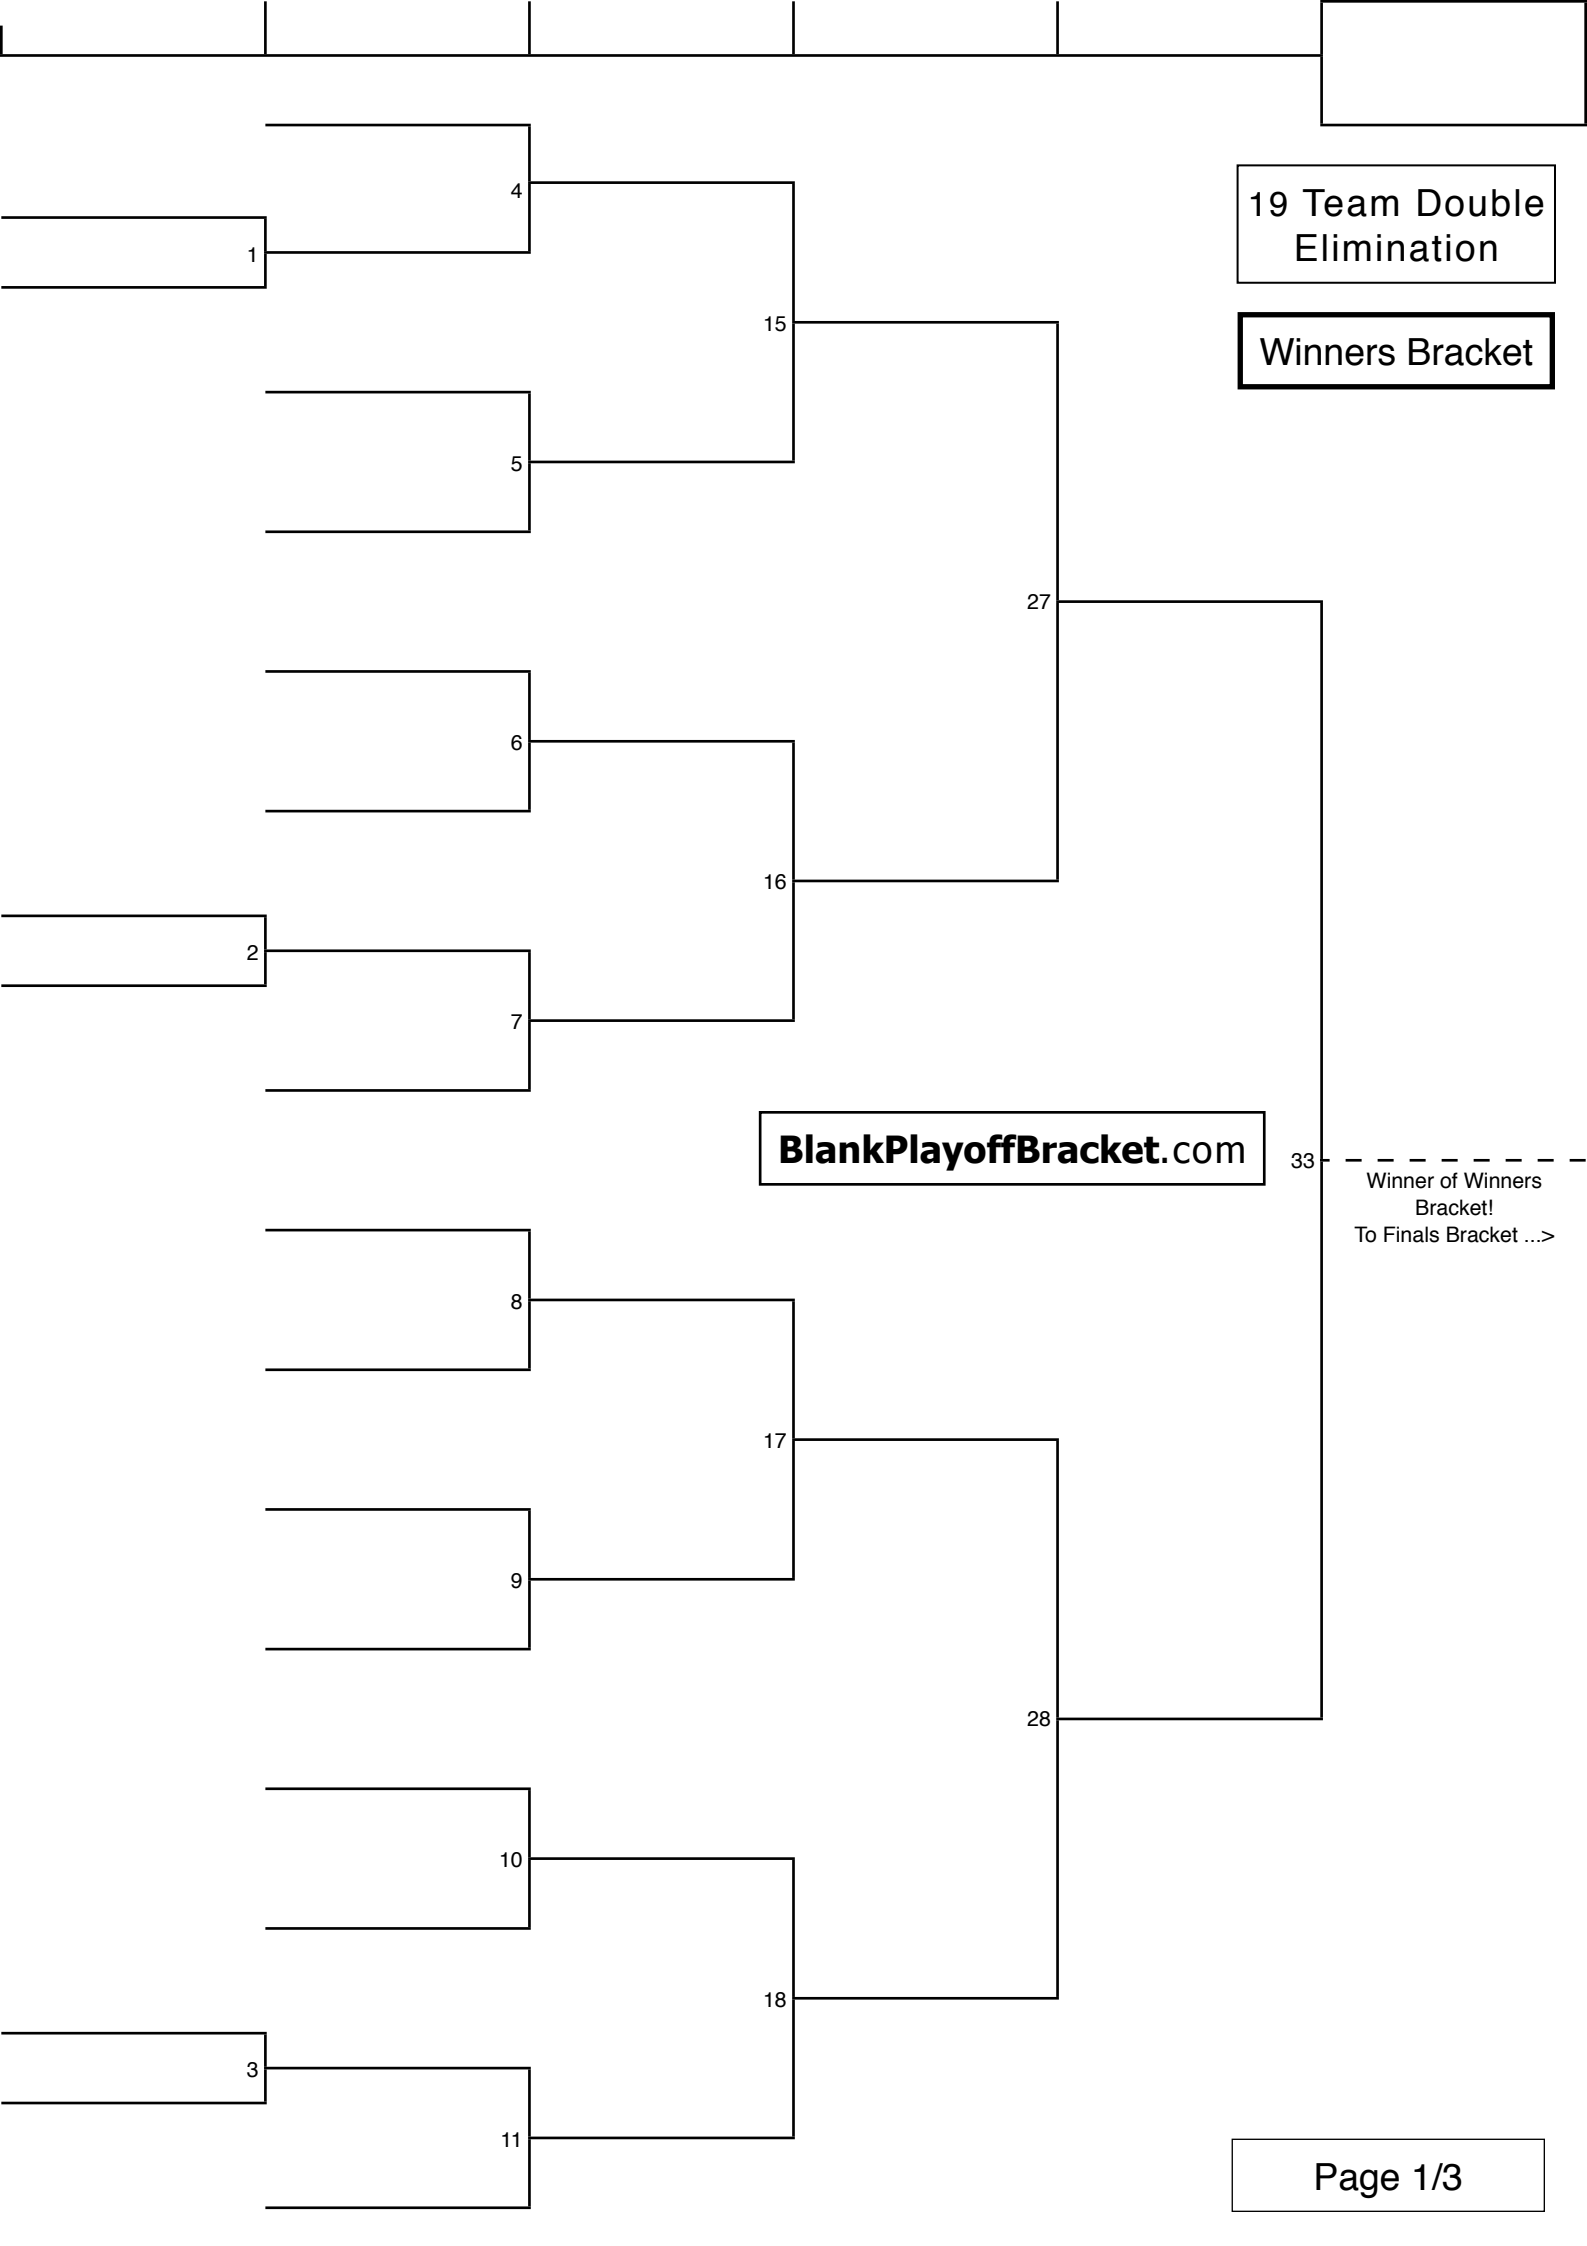 4
19 Team Double
Elimination
1
15
Winners Bracket
5
27
6
16
2
7
BlankPlayoffBracket.com
33
Winner of Winners
Bracket!
To Finals Bracket ...>
8
17
9
28
10
18
3
11
Page 1/3